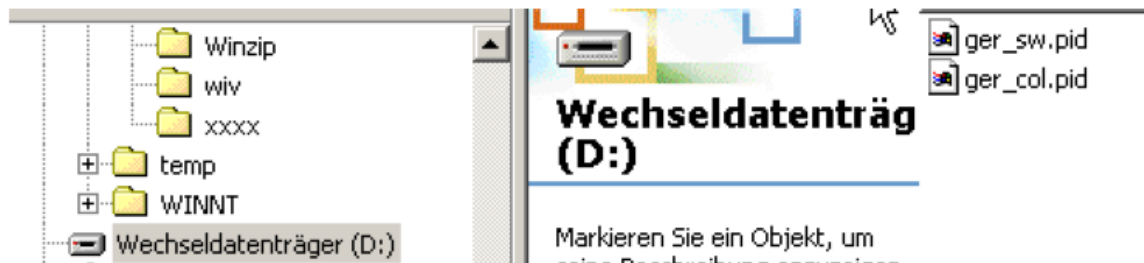 Winzip
wiv
xxxx
temp
WINNT
Wechseldatenträger (D:)
Wechseldatenträg
(D:)
Markieren Sie ein Objekt, um
ger_sw.pid
ger_col.pid